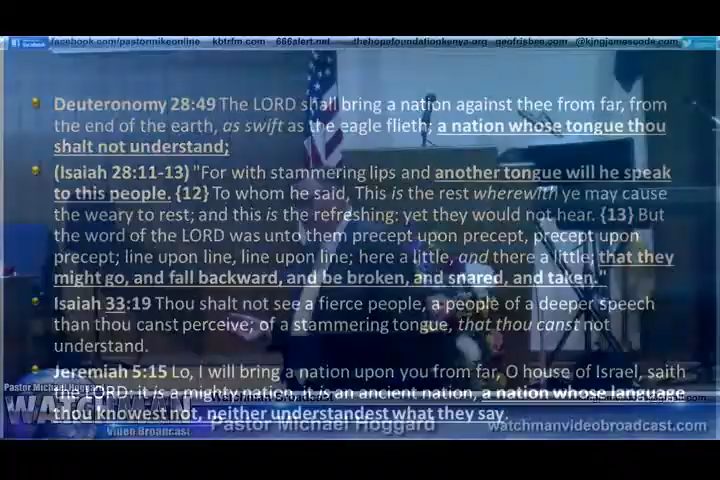 facebook.com/pastormikeonline kbtrfm.com 666alert.net thehopefoundationkenya.org geofrisbee.com @kingjamescode.com
Deuteronomy 28:49 The LORD shall bring a nation against thee from far, from
the end of the earth, as swift as the eagle flieth; a nation whose tongue thou
shalt not understand;
(Isaiah 28:11-13) "For with stammering lips and another tongue will he speak
to this people. {12} To whom he said, This is the rest wherewith ye may cause
the weary to rest; and this is the refreshing: yet they would not hear. {13} But
the word of the LORD was unto them precept upon precept, precept upon
precept; line upon line, line upon line; here a little, and there a little; that they
might go, and fall backward, and be broken, and snared, and taken."
Isaiah 33:19 Thou shalt not see a fierce people, a people of a deeper speech
than thou canst perceive; of a stammering tongue, that thou canst not
understand.
Jeremiah 5:15 Lo, I will bring a nation upon you from far, O house of Israel, saith
the LORD: it is a mighty nation, it is an ancient nation, a nation whose language
thou knowest not, neither understandest what they say.
Pastor Michael Hoggard
WATCHMAN
Video Broadcast
Pastor Michael Hoggard
watchmanvideobroadcast.com